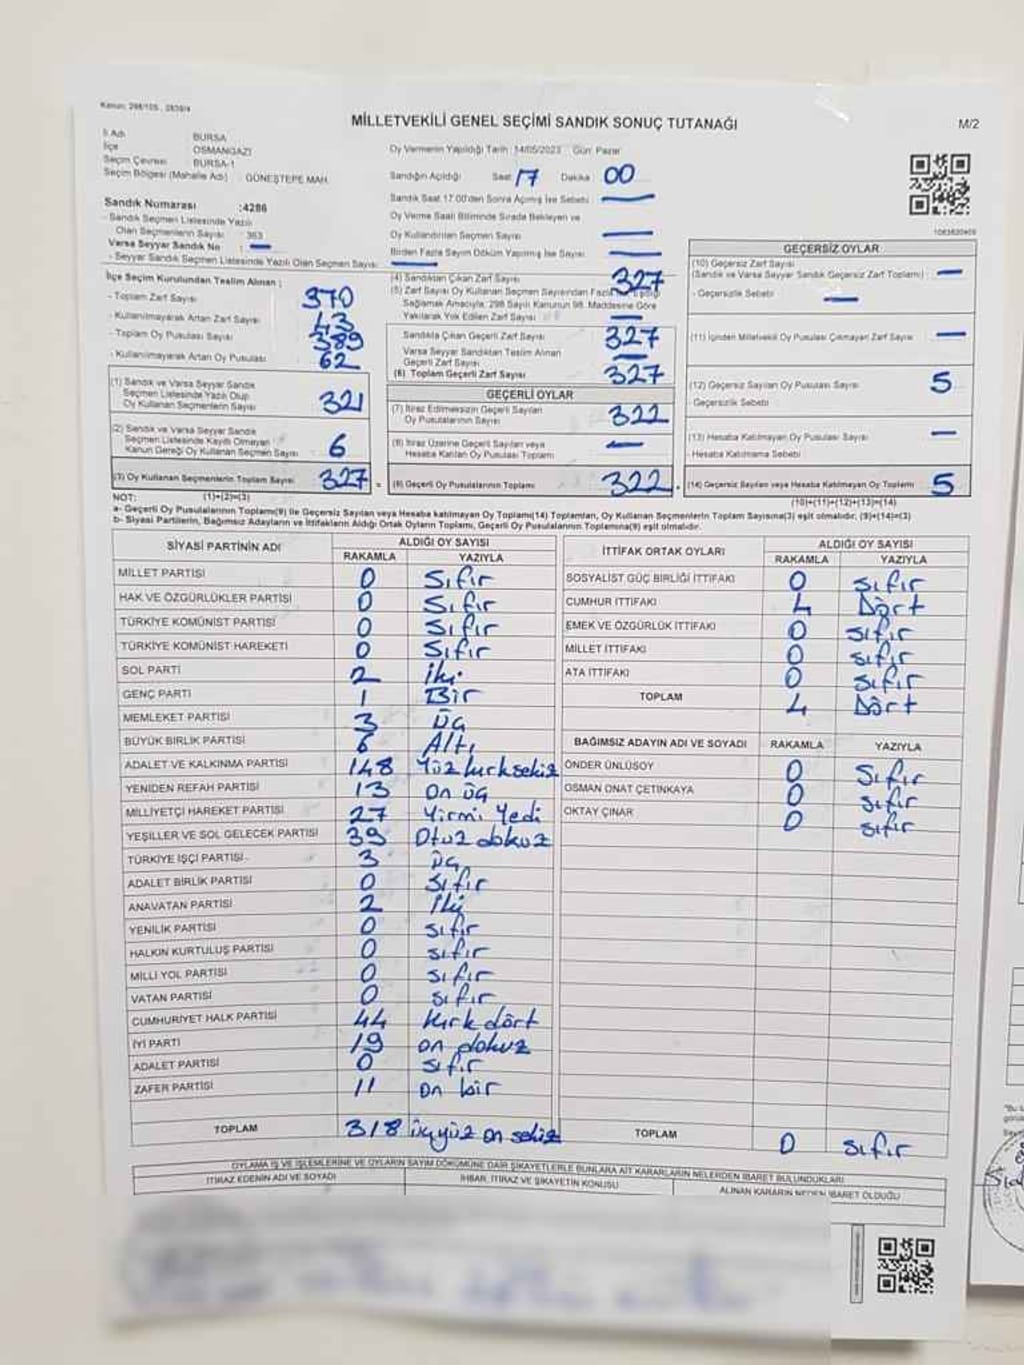 Kanun: 298/105, 2839/4
MİLLETVEKİLİ GENEL SEÇİMİ SANDIK SONUÇ TUTANAĞI
M/2
İl Adı BURSA
İlçe OSMANGAZİ
Seçim Çevresi BURSA-1
Seçim Bölgesi (Mahalle Adı) : GÜNEŞTEPE MAH.
Oy Vermenin Yapıldığı Tarih : 14/05/2023 Gün: Pazar
Sandığın Açıldığı Saat 17 Dakika 00
Sandık Saat 17.00'den Sonra Açılmış İse Sebebi : —
Oy Verme Saati Bitiminde Sırada Bekleyen ve
Oy Kullandırılan Seçmen Sayısı : —
Birden Fazla Sayım Döküm Yapılmış İse Sebebi : —
Sandık Numarası :4286
- Sandık Seçmen Listesinde Yazılı
Olan Seçmenlerin Sayısı : 363
Varsa Seyyar Sandık No : —
- Seyyar Sandık Seçmen Listesinde Yazılı Olan Seçmen Sayısı: —
İlçe Seçim Kurulundan Teslim Alınan ;
- Toplam Zarf Sayısı 370
- Kullanılmayarak Artan Zarf Sayısı 43
- Toplam Oy Pusulası Sayısı 389
- Kullanılmayarak Artan Oy Pusulası 62
(1) Sandık ve Varsa Seyyar Sandık
Seçmen Listesinde Yazılı Olup
Oy Kullanan Seçmenlerin Sayısı 321
(2) Sandık ve Varsa Seyyar Sandık
Seçmen Listesinde Kayıtlı Olmayan
Kanun Gereği Oy Kullanan Seçmen Sayısı 6
(3) Oy Kullanan Seçmenlerin Toplam Sayısı 327 =
(4) Sandıktan Çıkan Zarf Sayısı 327
(5) Zarf Sayısı Oy Kullanan Seçmen Sayısından Fazla ise, Eşitliği
Sağlamak Amacıyla, 298 Sayılı Kanunun 98. Maddesine Göre
Yakılarak Yok Edilen Zarf Sayısı —
Sandıkta Çıkan Geçerli Zarf Sayısı 327
Varsa Seyyar Sandıktan Teslim Alınan
Geçerli Zarf Sayısı —
(6) Toplam Geçerli Zarf Sayısı 327
GEÇERLİ OYLAR
(7) İtiraz Edilmeksizin Geçerli Sayılan
Oy Pusulalarının Sayısı 322
(8) İtiraz Üzerine Geçerli Sayılan veya
Hesaba Katılan Oy Pusulası Toplamı —
(9) Geçerli Oy Pusulalarının Toplamı 322
GEÇERSİZ OYLAR
(10) Geçersiz Zarf Sayısı
(Sandık ve Varsa Seyyar Sandık Geçersiz Zarf Toplamı) —
- Geçersizlik Sebebi : —
(11) İçinden Milletvekili Oy Pusulası Çıkmayan Zarf Sayısı —
(12) Geçersiz Sayılan Oy Pusulası Sayısı 5
- Geçersizlik Sebebi
(13) Hesaba Katılmayan Oy Pusulası Sayısı —
- Hesaba Katılmama Sebebi
(14) Geçersiz Sayılan veya Hesaba Katılmayan Oy Toplamı 5
(10)+(11)+(12)+(13)=(14)
NOT: (1)+(2)=(3)
a- Geçerli Oy Pusulalarının Toplamı(9) ile Geçersiz Sayılan veya Hesaba Katılmayan Oy Toplamı(14) Toplamları, Oy Kullanan Seçmenlerin Toplam Sayısına(3) eşit olmalıdır. (9)+(14)=(3)
b- Siyasi Partilerin, Bağımsız Adayların ve İttifakların Aldığı Ortak Oyların Toplamı, Geçerli Oy Pusulalarının Toplamına(9) eşit olmalıdır.
SİYASİ PARTİNİN ADI ALDIĞI OY SAYISI
RAKAMLA YAZIYLA
MİLLET PARTİSİ 0 Sıfır
HAK VE ÖZGÜRLÜKLER PARTİSİ 0 Sıfır
TÜRKİYE KOMÜNİST PARTİSİ 0 Sıfır
TÜRKİYE KOMÜNİST HAREKETİ 0 Sıfır
SOL PARTİ 2 İki
GENÇ PARTİ 1 Bir
MEMLEKET PARTİSİ 3 Üç
BÜYÜK BİRLİK PARTİSİ 6 Altı
ADALET VE KALKINMA PARTİSİ 148 Yüz kırk sekiz
YENİDEN REFAH PARTİSİ 13 On üç
MİLLİYETÇİ HAREKET PARTİSİ 27 Yirmi Yedi
YEŞİLLER VE SOL GELECEK PARTİSİ 39 Otuz dokuz
TÜRKİYE İŞÇİ PARTİSİ 3 Üç
ADALET BİRLİK PARTİSİ 0 Sıfır
ANAVATAN PARTİSİ 2 İki
YENİLİK PARTİSİ 0 Sıfır
HALKIN KURTULUŞ PARTİSİ 0 sıfır
MİLLİ YOL PARTİSİ 0 sıfır
VATAN PARTİSİ 0 sıfır
CUMHURİYET HALK PARTİSİ 44 Kırk dört
İYİ PARTİ 19 on dokuz
ADALET PARTİSİ 0 sıfır
ZAFER PARTİSİ 11 On bir
TOPLAM 318 üçyüz on sekiz
İTTİFAK ORTAK OYLARI ALDIĞI OY SAYISI
RAKAMLA YAZIYLA
SOSYALİST GÜÇ BİRLİĞİ İTTİFAKI 0 sıfır
CUMHUR İTTİFAKI 4 Dört
EMEK VE ÖZGÜRLÜK İTTİFAKI 0 sıfır
MİLLET İTTİFAKI 0 sıfır
ATA İTTİFAKI 0 sıfır
TOPLAM 4 Dört
BAĞIMSIZ ADAYIN ADI VE SOYADI RAKAMLA YAZIYLA
ÖNDER ÜNLÜSOY 0 Sıfır
OSMAN ONAT ÇETİNKAYA 0 sıfır
OKTAY ÇINAR 0 sıfır
TOPLAM 0 sıfır
OYLAMA İŞ VE İŞLEMLERİNE VE OYLARIN SAYIM DÖKÜMÜNE DAİR ŞİKAYETLERLE BUNLARA AİT KARARLARIN NELERDEN İBARET BULUNDUKLARI
İTİRAZ EDENİN ADI VE SOYADI İHBAR, İTİRAZ VE ŞİKAYETİN KONUSU ALINAN KARARIN NEDEN İBARET OLDUĞU